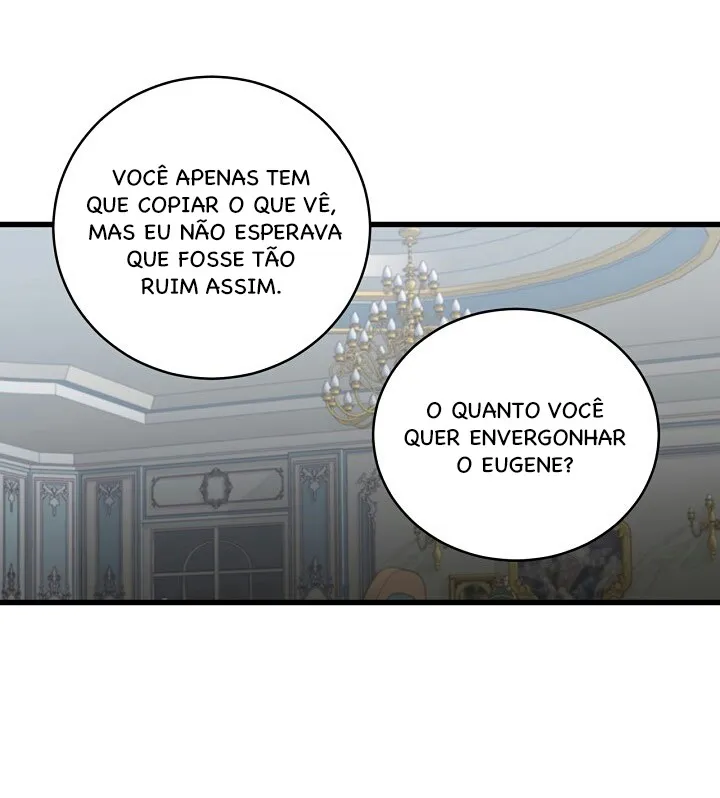 VOCÊ APENAS TEM
QUE COPIAR O QUE VÊ,
MAS EU NÃO ESPERAVA
QUE FOSSE TÃO
RUIM ASSIM.
O QUANTO VOCÊ
QUER ENVERGONHAR
O EUGENE?